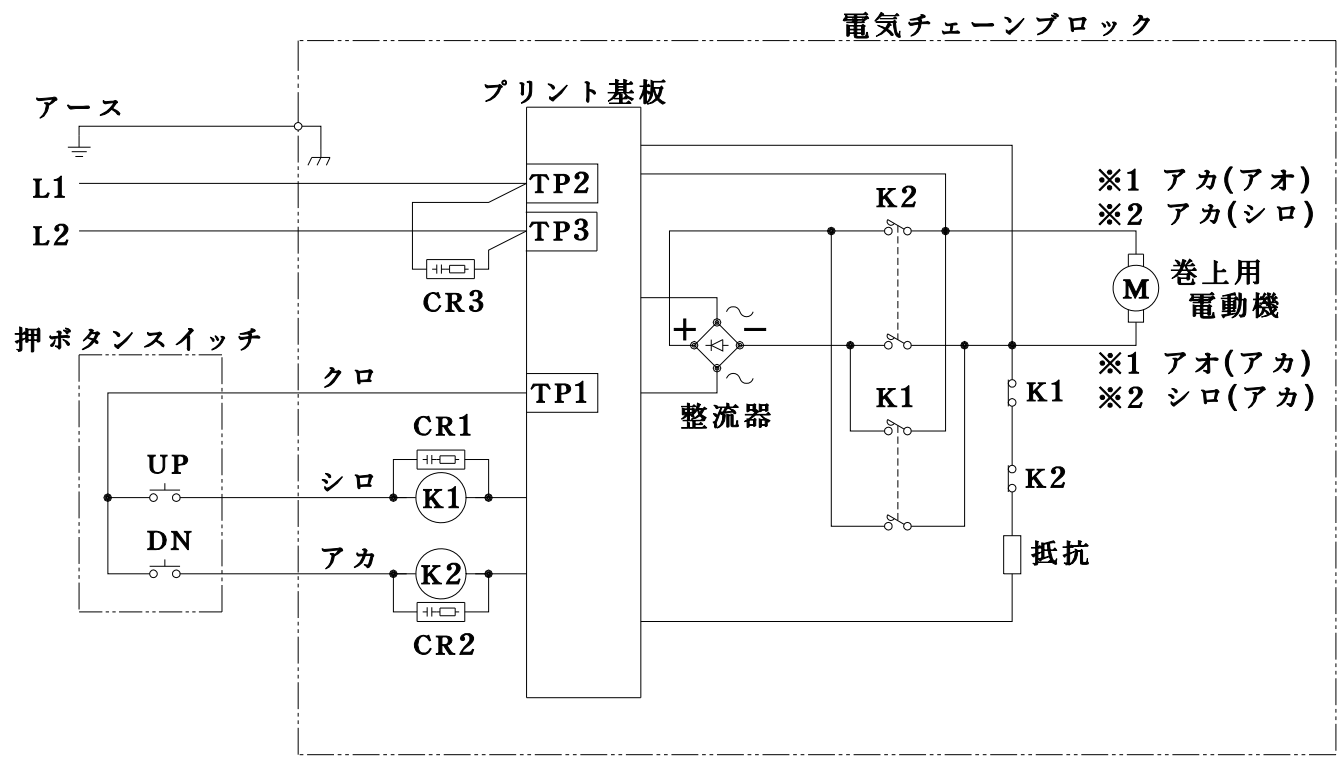 電気チェーンブロック
プリント基板
アース
L1
L2
TP2
TP3
CR3
K2
※1 アカ(アオ)
※2 アカ(シロ)
M
巻上用
電動機
+
−
整流器
※1 アオ(アカ)
※2 シロ(アカ)
K1
K1
K2
抵抗
押ボタンスイッチ
クロ
TP1
CR1
UP
シロ
K1
DN
アカ
K2
CR2